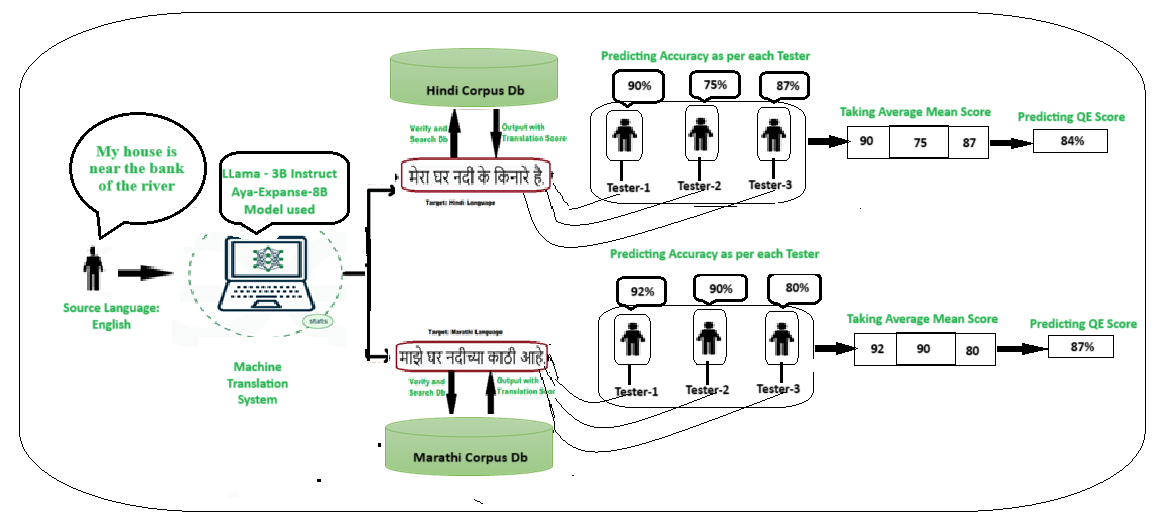 My house is
near the bank
of the river
Source Language:
English
LLama - 3B Instruct
Aya-Expanse-8B
Model used
stats
Machine
Translation
System
Hindi Corpus Db
Verify and
Search Db
Output with
Translation Score
मेरा घर नदी के किनारे है.
Target: Hindi Language
Predicting Accuracy as per each Tester
90%
75%
87%
Tester-1
Tester-2
Tester-3
Taking Average Mean Score
90
75
87
Predicting QE Score
84%
Target: Marathi Language
माझे घर नदीच्या काठी आहे.
Verify and
Search Db
Output with
Translation Scor
Marathi Corpus Db
Predicting Accuracy as per each Tester
92%
90%
80%
Tester-1
Tester-2
Tester-3
Taking Average Mean Score
92
90
80
Predicting QE Score
87%